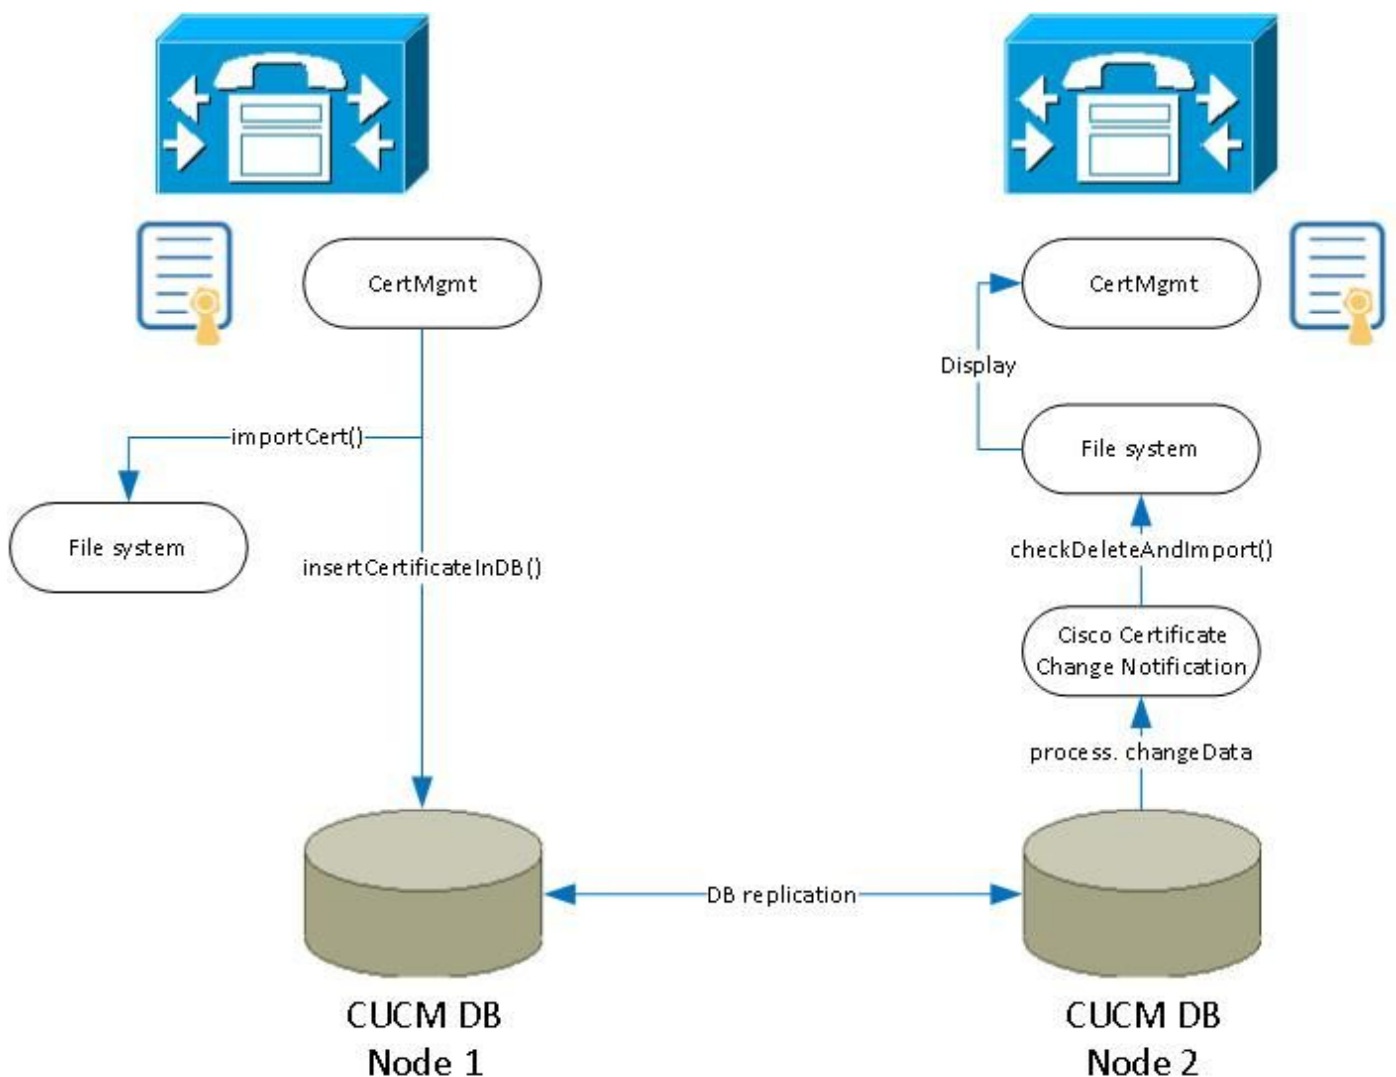 CertMgmt
importCert()
File system
insertCertificateInDB()
CUCM DB
Node 1
DB replication
CertMgmt
Display
File system
checkDeleteAndImport()
Cisco Certificate
Change Notification
process. changeData
CUCM DB
Node 2